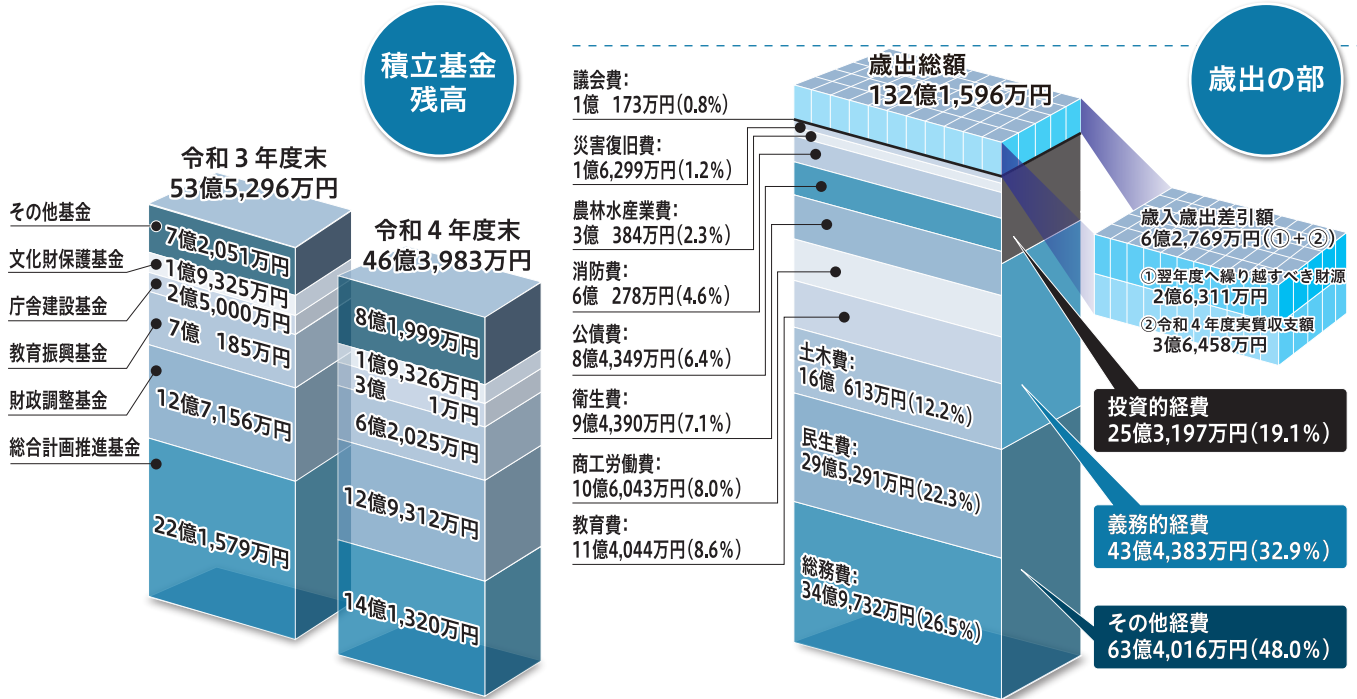 積立基金
残高
令和3年度末
53億5,296万円
令和4年度末
46億3,983万円
その他基金
文化財保護基金
庁舎建設基金
教育振興基金
財政調整基金
総合計画推進基金
7億2,051万円
1億9,325万円
2億5,000万円
7億 185万円
12億7,156万円
22億1,579万円
8億1,999万円
1億9,326万円
3億 1万円
6億2,025万円
12億9,312万円
14億1,320万円
歳出の部
歳出総額
132億1,596万円
議会費:
1億 173万円(0.8%)
災害復旧費:
1億6,299万円(1.2%)
農林水産業費:
3億 384万円(2.3%)
消防費:
6億 278万円(4.6%)
公債費:
8億4,349万円(6.4%)
衛生費:
9億4,390万円(7.1%)
商工労働費:
10億6,043万円(8.0%)
教育費:
11億4,044万円(8.6%)
土木費:
16億 613万円(12.2%)
民生費:
29億5,291万円(22.3%)
総務費:
34億9,732万円(26.5%)
歳入歳出差引額
6億2,769万円(①+②)
①翌年度へ繰り越すべき財源
2億6,311万円
②令和4年度実質収支額
3億6,458万円
投資的経費
25億3,197万円(19.1%)
義務的経費
43億4,383万円(32.9%)
その他経費
63億4,016万円(48.0%)